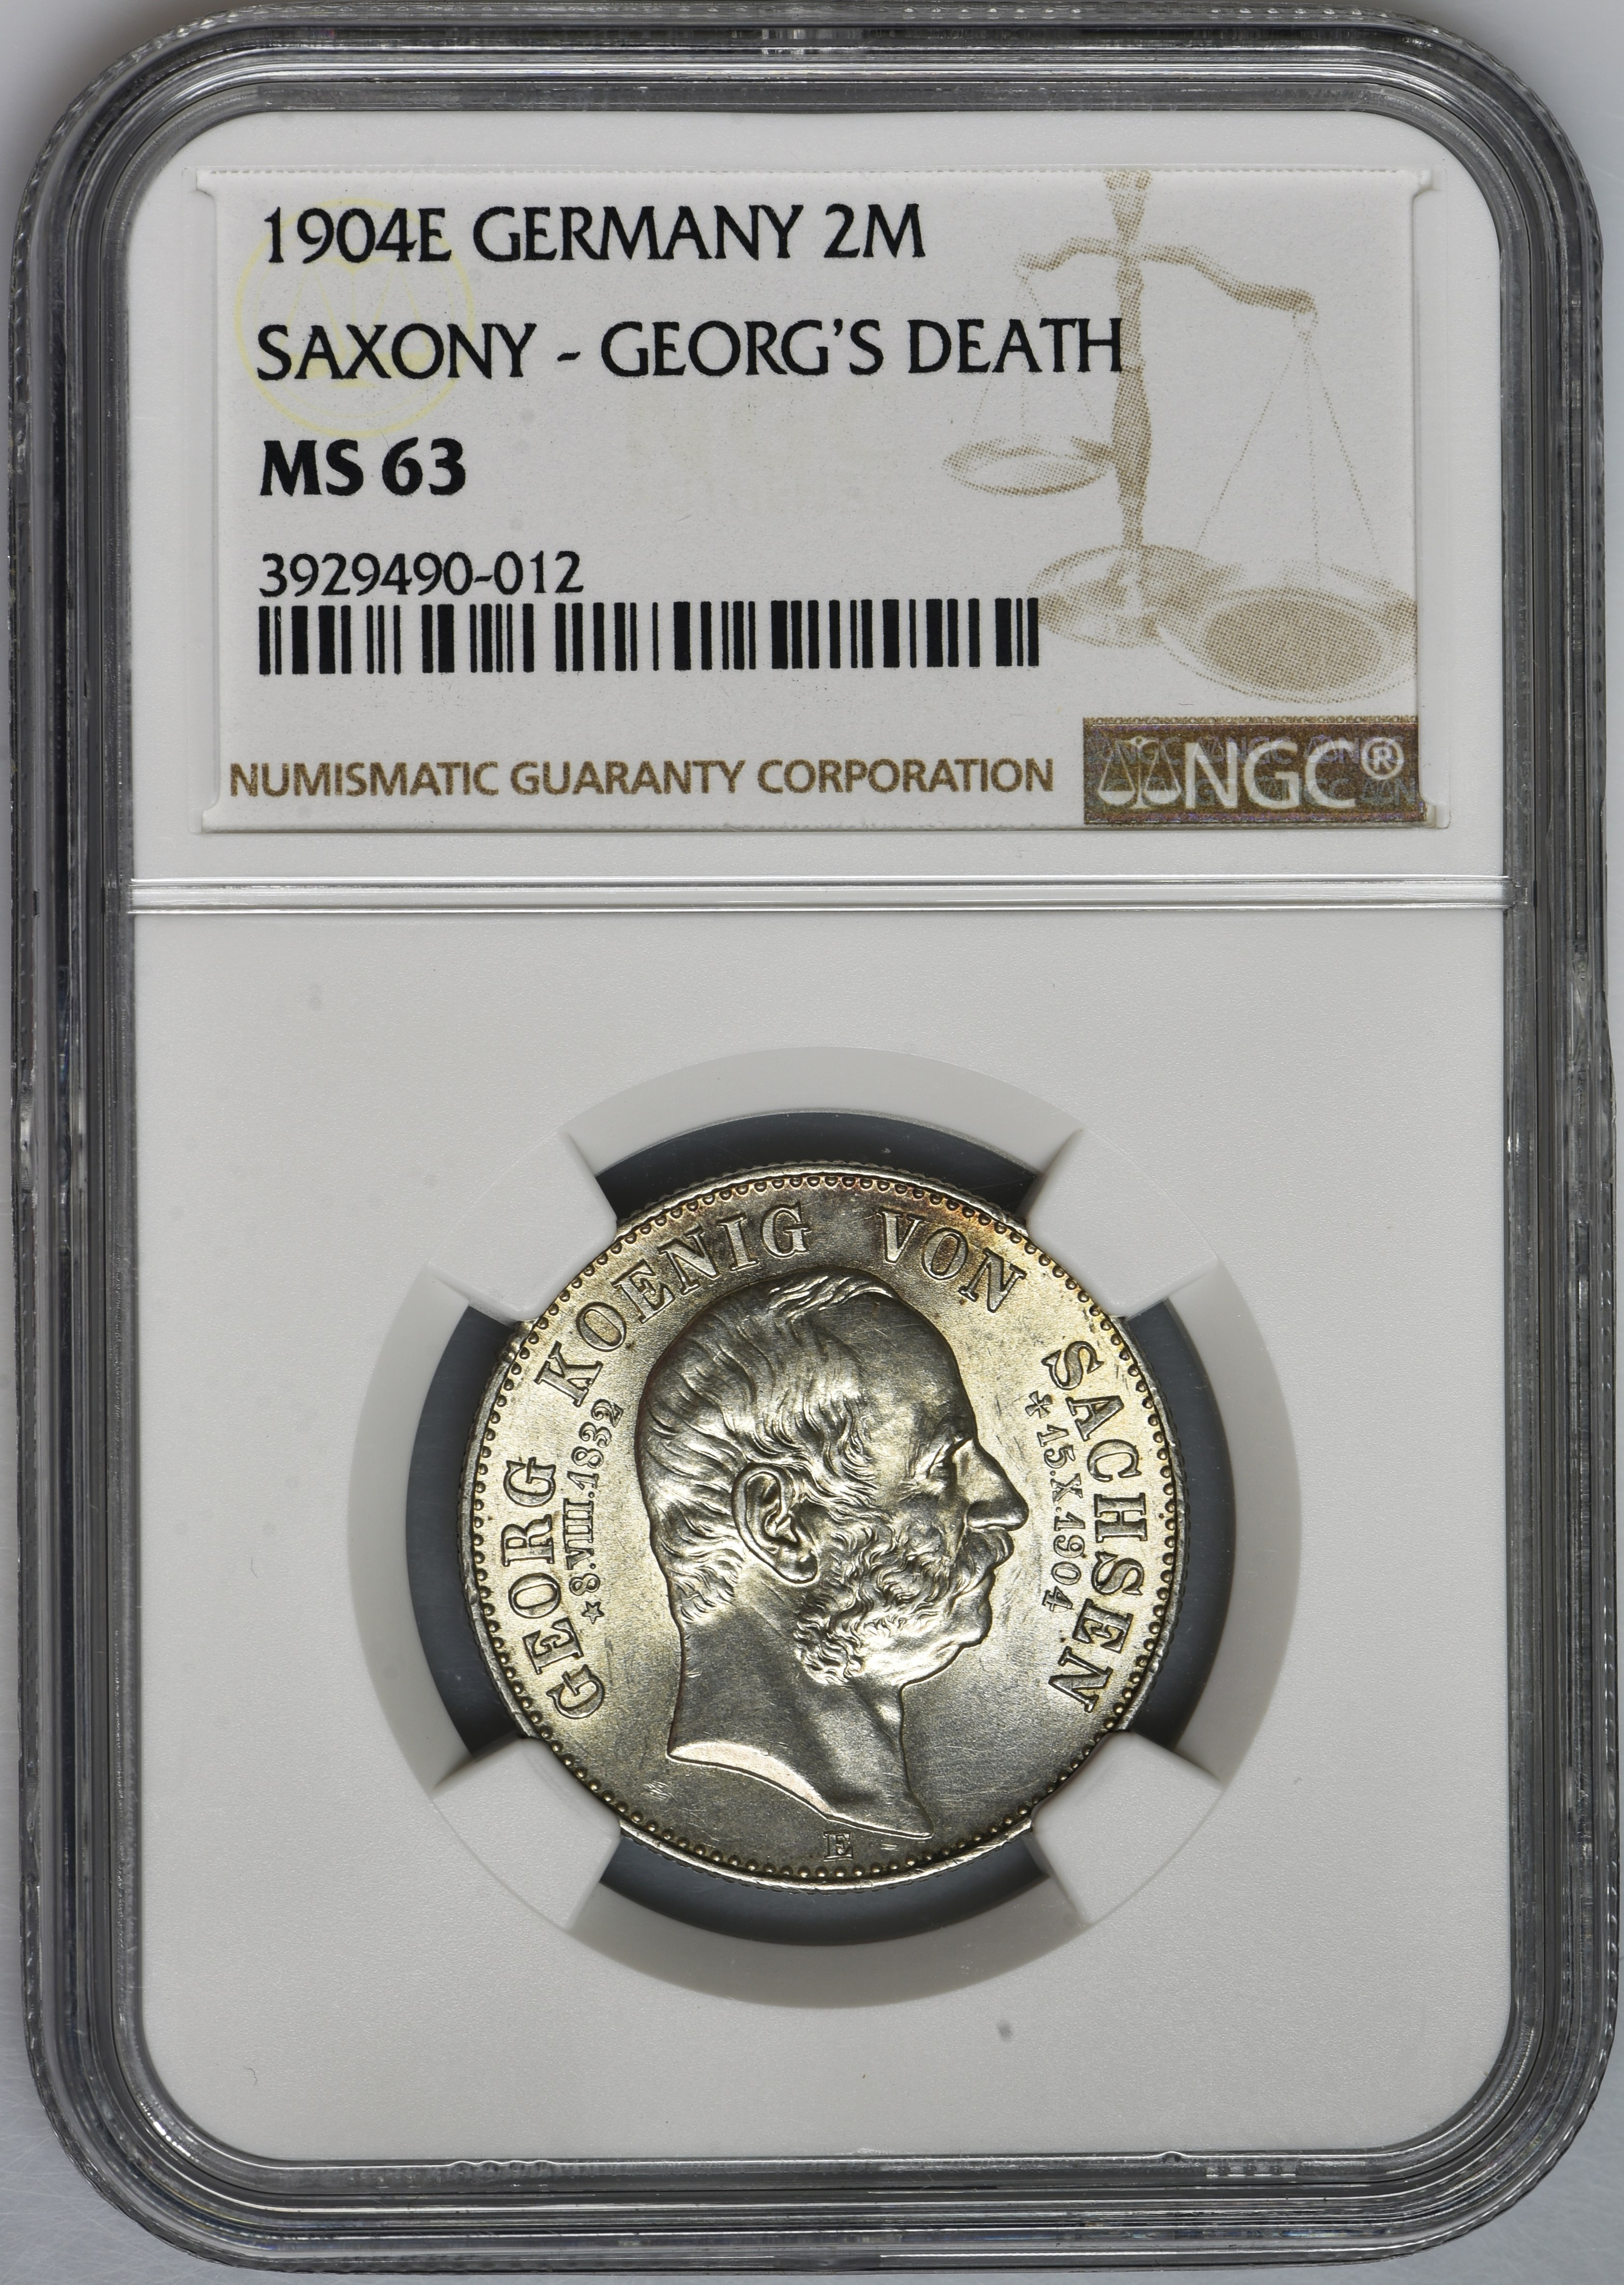 1904E GERMANY 2M
SAXONY - GEORG'S DEATH
MS 63
3929490-012
NUMISMATIC GUARANTY CORPORATION
NGC®
GEORG KOENIG VON SACHSEN
★8.VIII.1832
✠15.X.1904
E